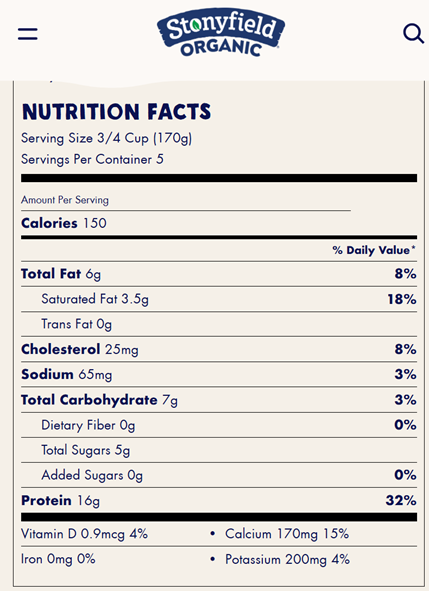 Stonyfield
ORGANIC
NUTRITION FACTS
Serving Size 3/4 Cup (170g)
Servings Per Container 5
Amount Per Serving
Calories 150
% Daily Value*
Total Fat 6g 8%
Saturated Fat 3.5g 18%
Trans Fat 0g
Cholesterol 25mg 8%
Sodium 65mg 3%
Total Carbohydrate 7g 3%
Dietary Fiber 0g 0%
Total Sugars 5g
Added Sugars 0g 0%
Protein 16g 32%
Vitamin D 0.9mcg 4% • Calcium 170mg 15%
Iron 0mg 0% • Potassium 200mg 4%